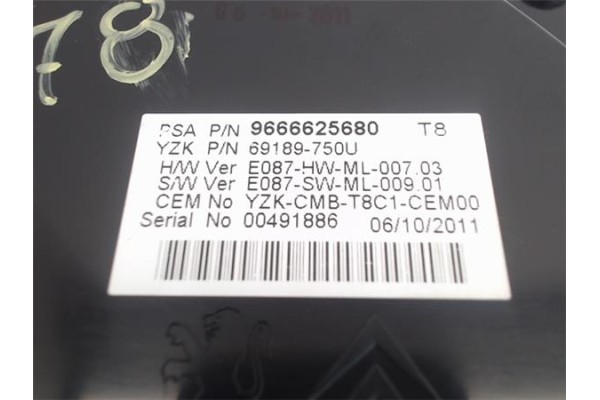 78
PSA P/N 9666625680 T8
YZK P/N 69189-750U
H/W Ver E087-HW-ML-007.03
S/W Ver E087-SW-ML-009.01
CEM No YZK-CMB-T8C1-CEM00
Serial No 00491886 06/10/2011